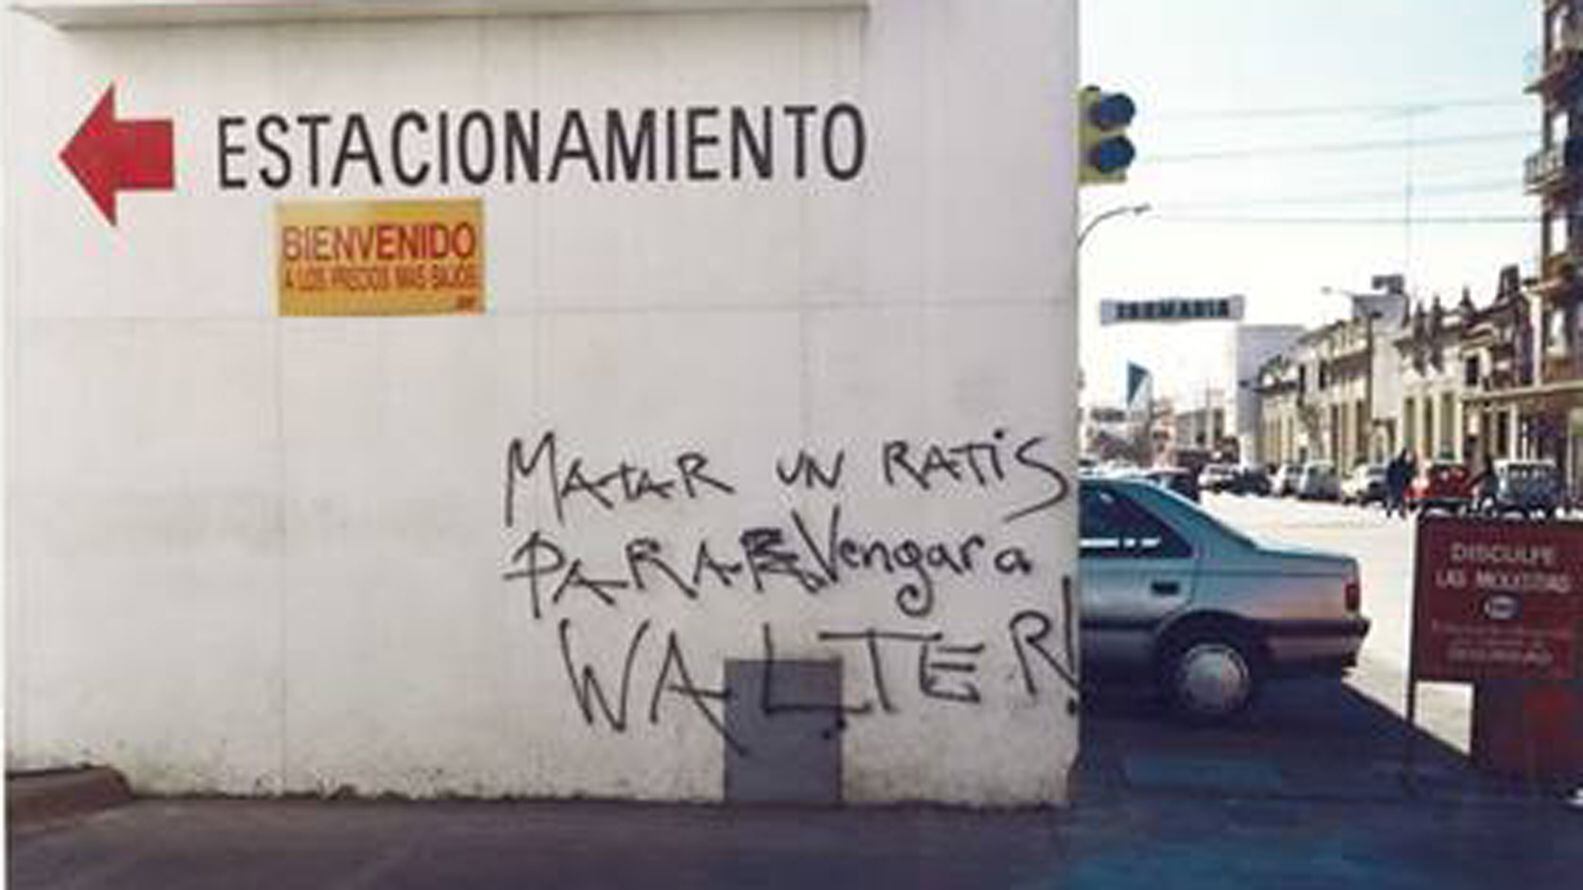 ESTACIONAMIENTO
BIENVENIDO
A LOS PRECIOS MAS BAJOS
MATAR UN RATiS
PARA Vengar a
WALTER!
DISCULPE
LAS MOLESTIAS